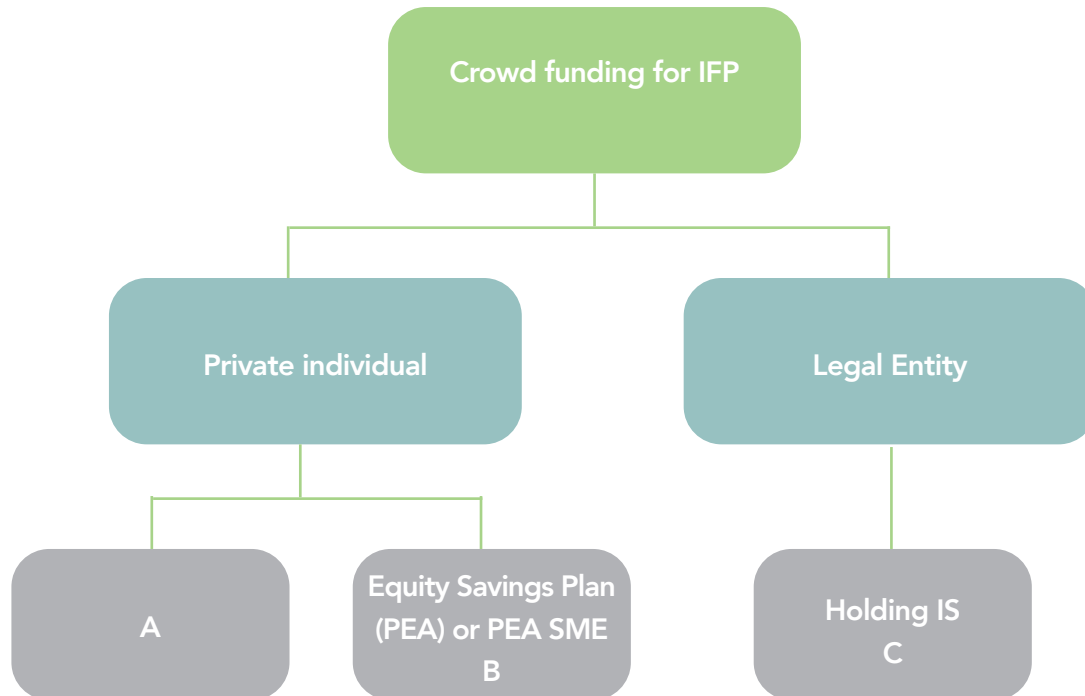 Crowd funding for IFP
Private individual
Legal Entity
A
Equity Savings Plan
(PEA) or PEA SME
B
Holding IS
C